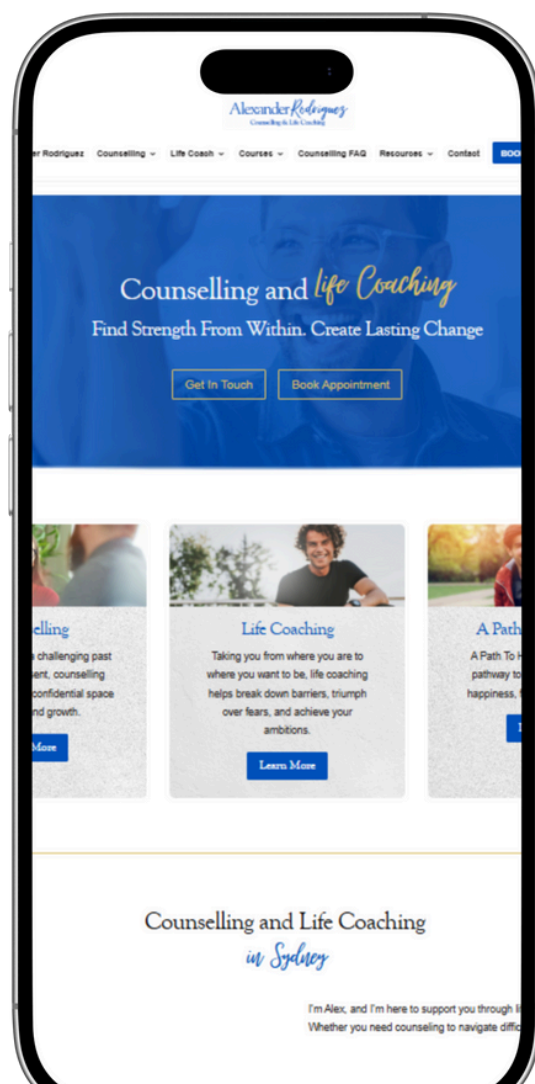 Alexander Rodriguez
Counselling & Life Coaching
er Rodriguez Counselling Life Coach Courses Counselling FAQ Resources Contact BOO
Counselling and Life Coaching
Find Strength From Within. Create Lasting Change
Get In Touch Book Appointment
elling
a challenging past
sent, counselling
confidential space
nd growth.
More
Life Coaching
Taking you from where you are to
where you want to be, life coaching
helps break down barriers, triumph
over fears, and achieve your
ambitions.
Learn More
A Path
A Path To H
pathway to
happiness, f
Counselling and Life Coaching
in Sydney
I'm Alex, and I'm here to support you through li
Whether you need counseling to navigate diffic